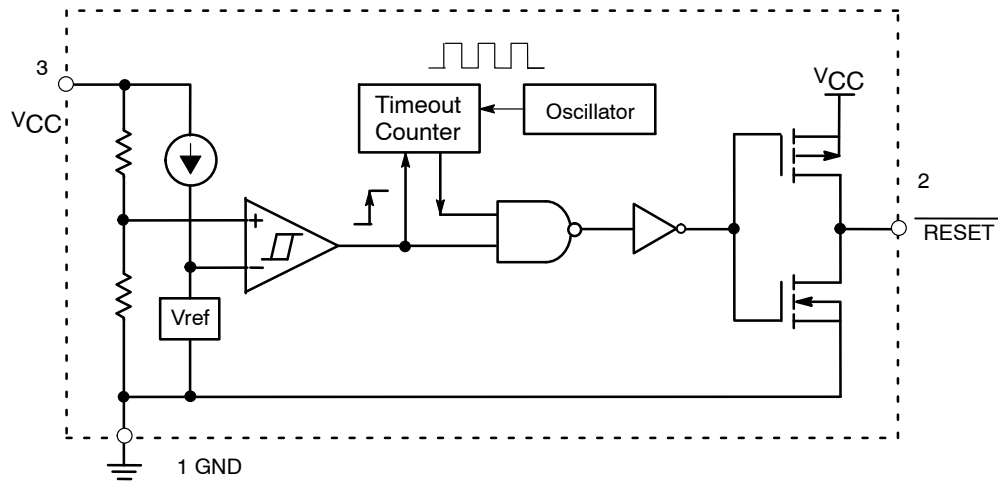 3
VCC
Timeout
Counter
Oscillator
VCC
2
RESET
+
−
Vref
1 GND